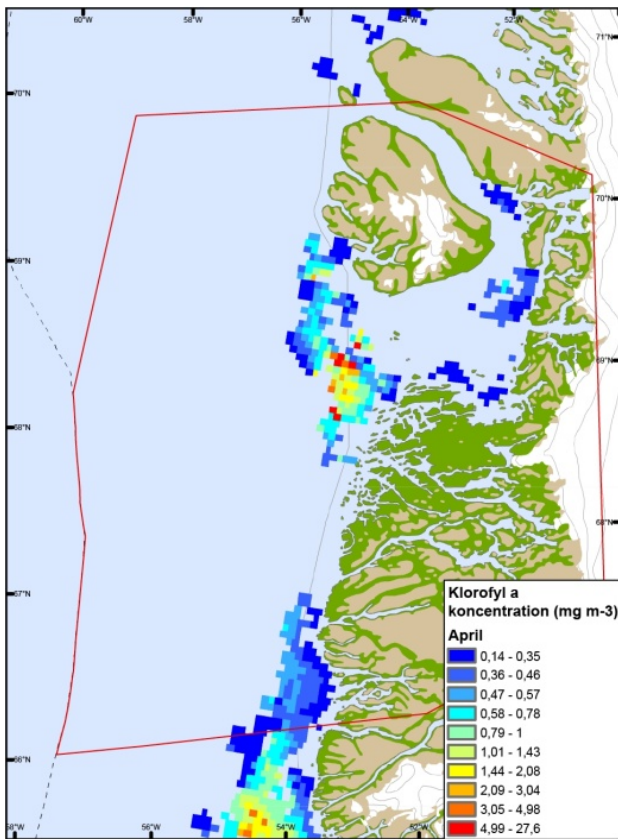 60°W
58°W
56°W
54°W
52°W
71°N
70°N
70°N
69°N
69°N
68°N
68°N
67°N
66°N
Klorofyl a
koncentration (mg m-3)
April
0,14 - 0,35
0,36 - 0,46
0,47 - 0,57
0,58 - 0,78
0,79 - 1
1,01 - 1,43
1,44 - 2,08
2,09 - 3,04
3,05 - 4,98
4,99 - 27,6
58°W
56°W
54°W